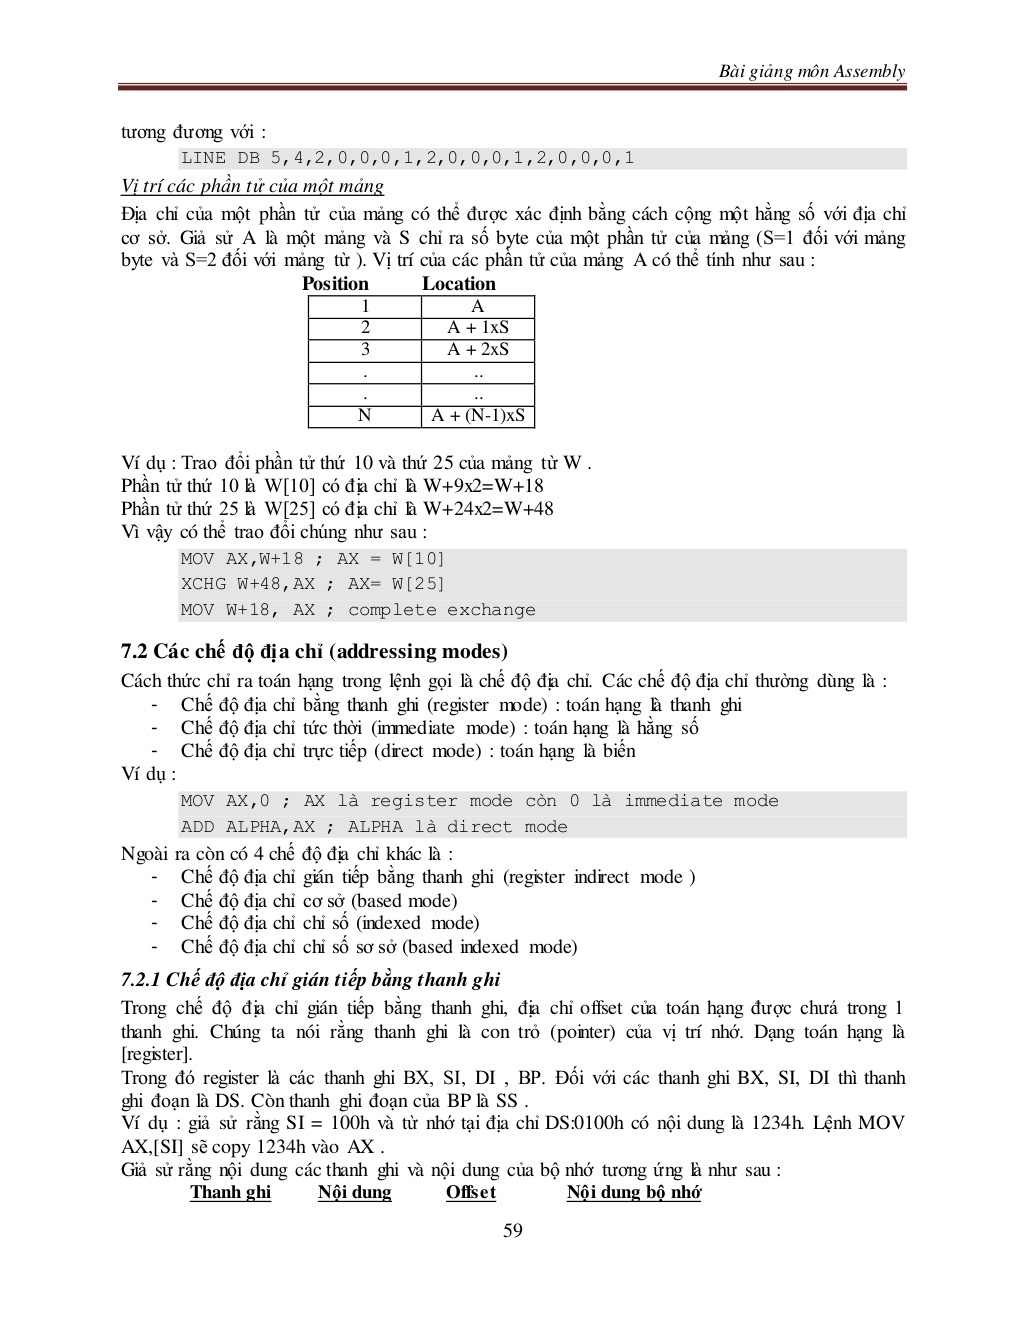 Bài giảng môn Assembly
tương đương với :
LINE DB 5,4,2,0,0,0,1,2,0,0,0,1,2,0,0,0,1
Vị trí các phần tử của một mảng
Địa chỉ của một phần tử của mảng có thể được xác định bằng cách cộng một hằng số với địa chỉ
cơ sở. Giả sử A là một mảng và S chỉ ra số byte của một phần tử của mảng (S=1 đối với mảng
byte và S=2 đối với mảng từ ). Vị trí của các phần tử của mảng A có thể tính như sau :
Position Location
1 A
2 A + 1xS
3 A + 2xS
. ..
. ..
N A + (N-1)xS
Ví dụ : Trao đổi phần tử thứ 10 và thứ 25 của mảng từ W .
Phần tử thứ 10 là W[10] có địa chỉ là W+9x2=W+18
Phần tử thứ 25 là W[25] có địa chỉ là W+24x2=W+48
Vì vậy có thể trao đổi chúng như sau :
MOV AX,W+18 ; AX = W[10]
XCHG W+48,AX ; AX= W[25]
MOV W+18, AX ; complete exchange
7.2 Các chế độ địa chỉ (addressing modes)
Cách thức chỉ ra toán hạng trong lệnh gọi là chế độ địa chỉ. Các chế độ địa chỉ thường dùng là :
- Chế độ địa chỉ bằng thanh ghi (register mode) : toán hạng là thanh ghi
- Chế độ địa chỉ tức thời (immediate mode) : toán hạng là hằng số
- Chế độ địa chỉ trực tiếp (direct mode) : toán hạng là biến
Ví dụ :
MOV AX,0 ; AX là register mode còn 0 là immediate mode
ADD ALPHA,AX ; ALPHA là direct mode
Ngoài ra còn có 4 chế độ địa chỉ khác là :
- Chế độ địa chỉ gián tiếp bằng thanh ghi (register indirect mode )
- Chế độ địa chỉ cơ sở (based mode)
- Chế độ địa chỉ chỉ số (indexed mode)
- Chế độ địa chỉ chỉ số sơ sở (based indexed mode)
7.2.1 Chế độ địa chỉ gián tiếp bằng thanh ghi
Trong chế độ địa chỉ gián tiếp bằng thanh ghi, địa chỉ offset của toán hạng được chưá trong 1
thanh ghi. Chúng ta nói rằng thanh ghi là con trỏ (pointer) của vị trí nhớ. Dạng toán hạng là
[register].
Trong đó register là các thanh ghi BX, SI, DI , BP. Đối với các thanh ghi BX, SI, DI thì thanh
ghi đoạn là DS. Còn thanh ghi đoạn của BP là SS .
Ví dụ : giả sử rằng SI = 100h và từ nhớ tại địa chỉ DS:0100h có nội dung là 1234h. Lệnh MOV
AX,[SI] sẽ copy 1234h vào AX .
Giả sử rằng nội dung các thanh ghi và nội dung của bộ nhớ tương ứng là như sau :
Thanh ghi Nội dung Offset Nội dung bộ nhớ
59